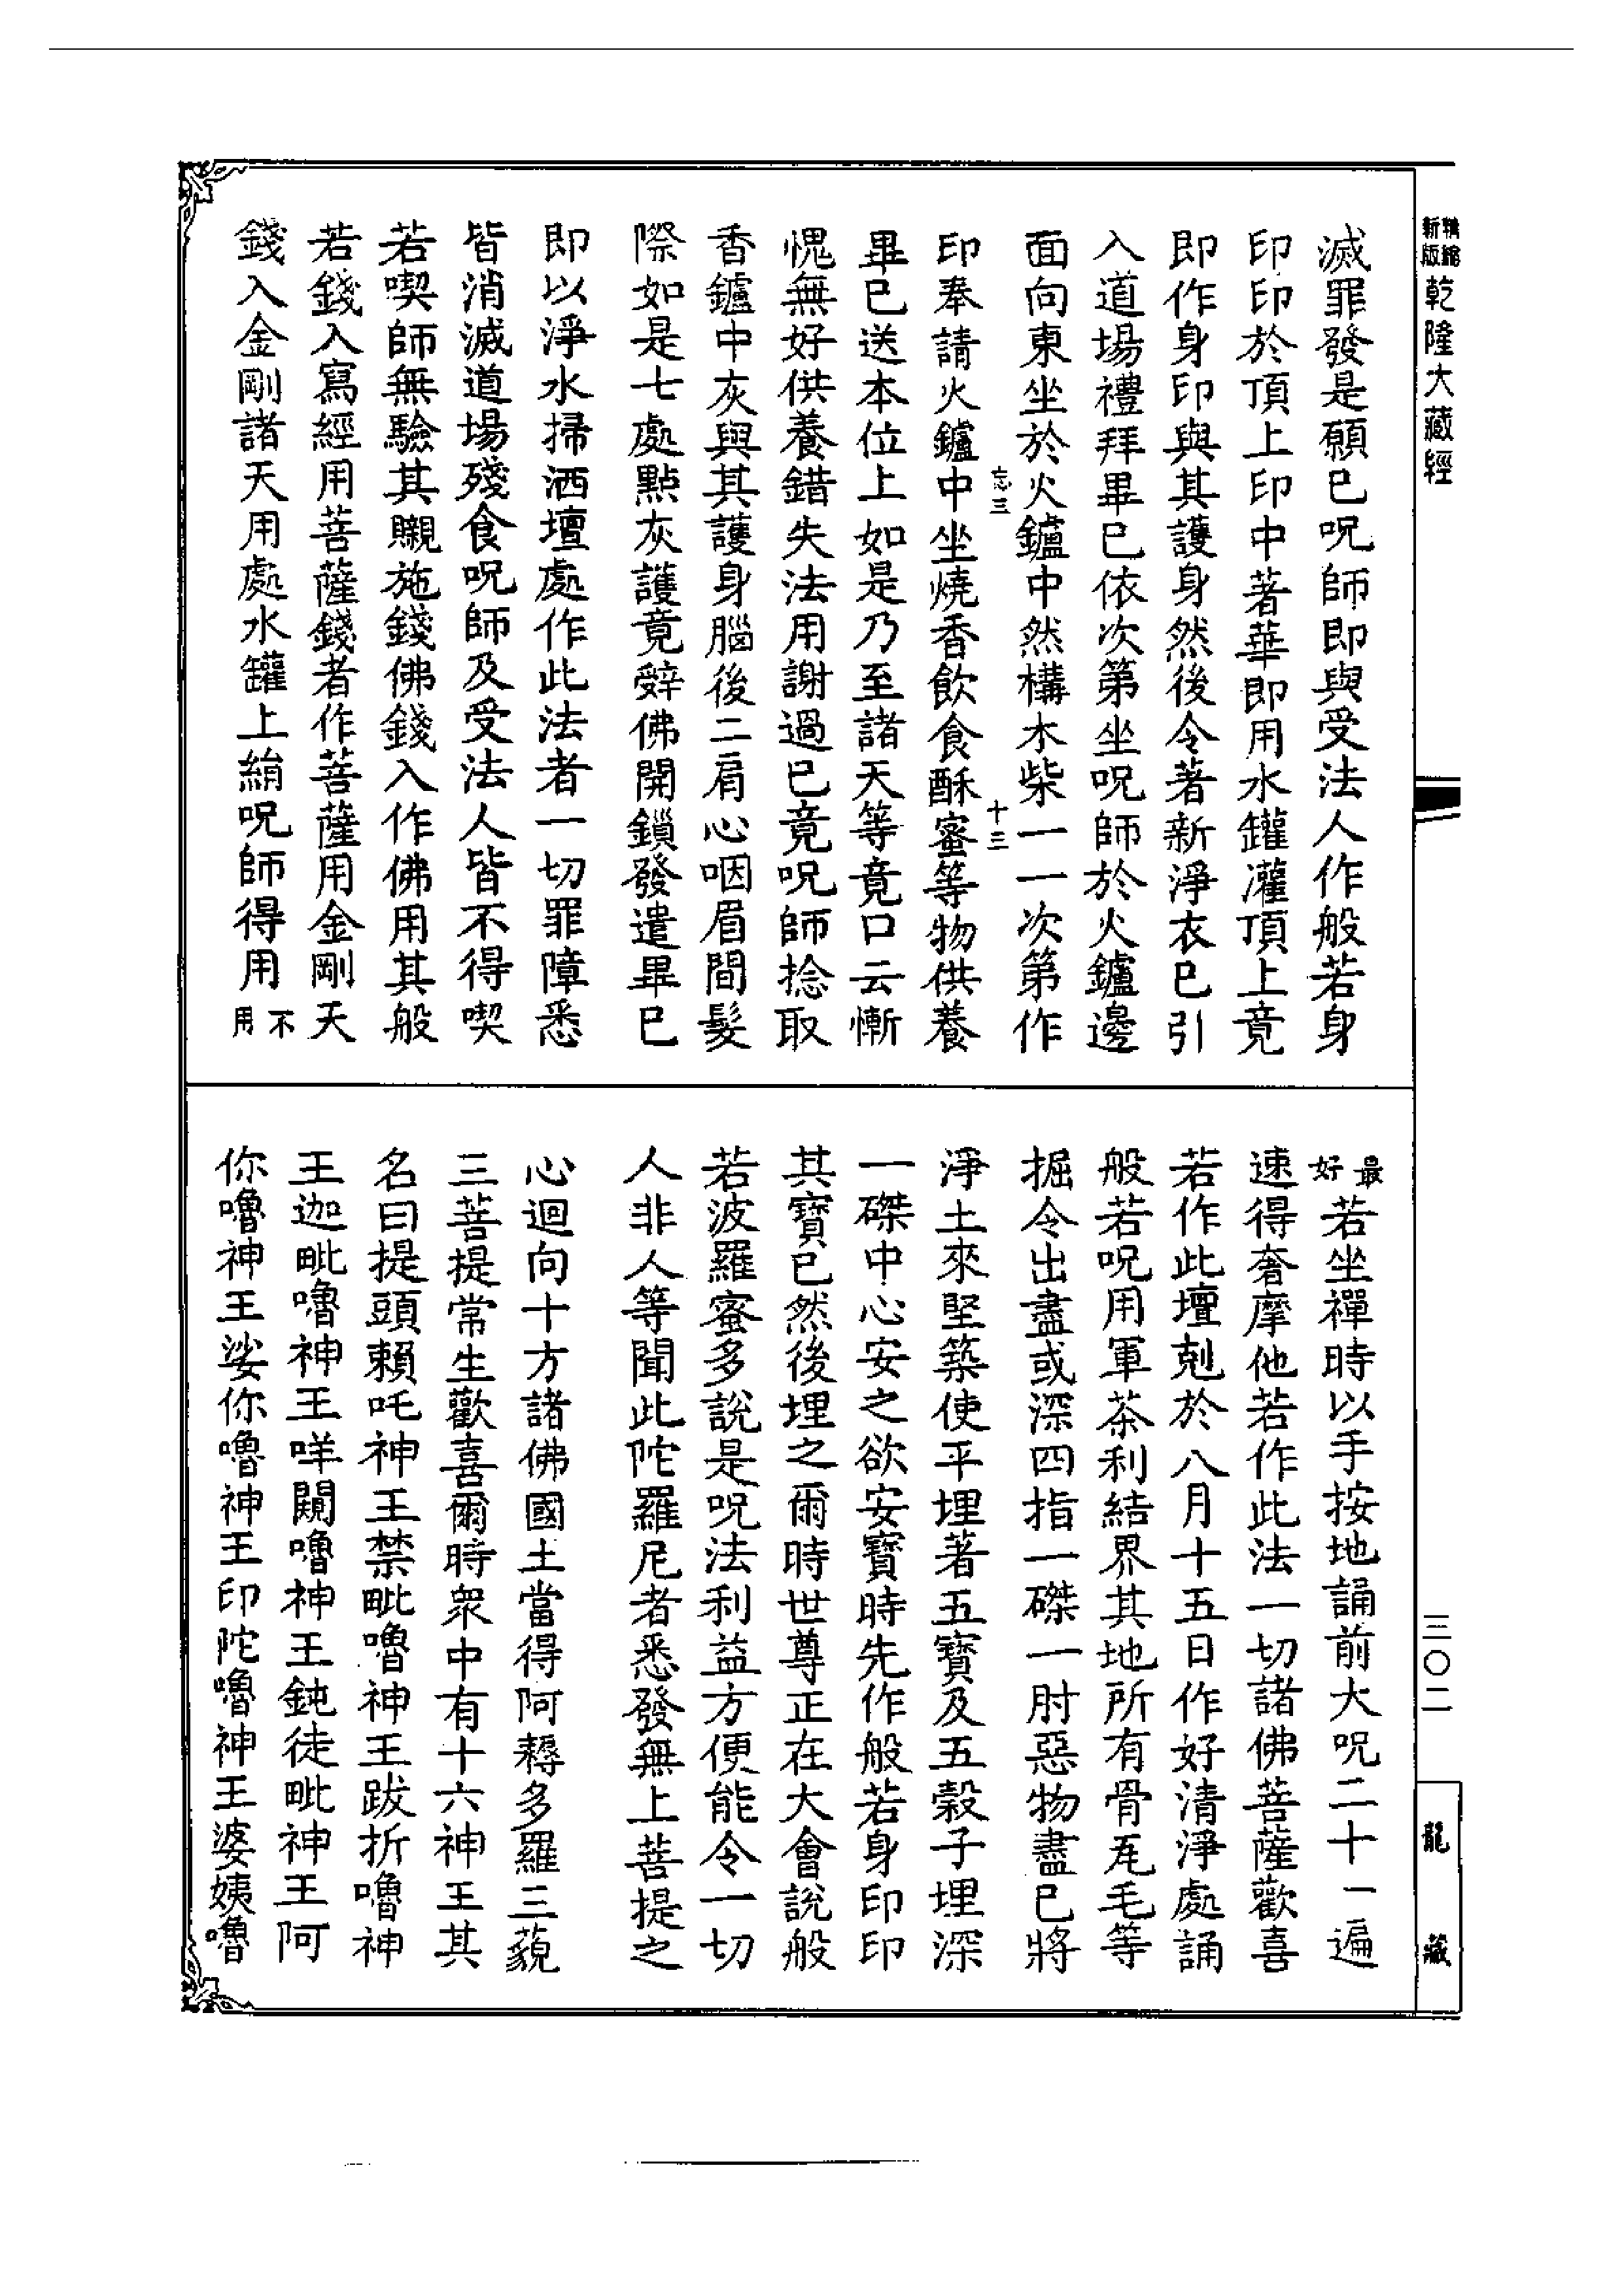 新版精縮乾隆大藏經
滅罪發是願已呪師即與受法人作般若身
印印於頂上印中著華即用水罐灌頂上竟
即作身印與其護身然後令著新淨衣已引
入道場禮拜畢已依次第坐呪師於火鑪邊
面向東坐於火鑪中然構木柴一一次第作
忘三
十三
印奉請火鑪中坐燒香飲食酥蜜等物供養
畢已送本位上如是乃至諸天等竟口云慚
愧無好供養錯失法用謝過已竟呪師捻取
香鑪中灰與其護身腦後二肩心咽眉間髮
際如是七處點灰護竟辤佛開鎖發遣畢已
即以淨水掃洒壇處作此法者一切罪障悉
皆消滅道場殘食呪師及受法人皆不得喫
若喫師無驗其䞋施錢佛錢入作佛用其般
若錢入寫經用菩薩錢者作菩薩用金剛天
錢入金剛諸天用處水罐上絹呪師得用不用
最好若坐禪時以手按地誦前大呪二十一遍
速得奢摩他若作此法一切諸佛菩薩歡喜
若作此壇剋於八月十五日作好清淨處誦
般若呪用軍茶利結界其地所有骨瓦毛等
掘令出盡或深四指一磔一肘惡物盡已將
淨土來堅築使平埋著五寶及五穀子埋深
一磔中心安之欲安寶時先作般若身印印
其寶已然後埋之爾時世尊正在大會說般
若波羅蜜多說是呪法利益方便能令一切
人非人等聞此陀羅尼者悉發無上菩提之
心迴向十方諸佛國土當得阿耨多羅三藐
三菩提常生歡喜爾時眾中有十六神王其
名曰提頭賴吒神王禁毗嚕神王跋折嚕神
王迦毗嚕神王咩闍嚕神王鈍徒毗神王阿
你嚕神王娑你嚕神王印陀嚕神王婆姨嚕
三〇二
龍藏